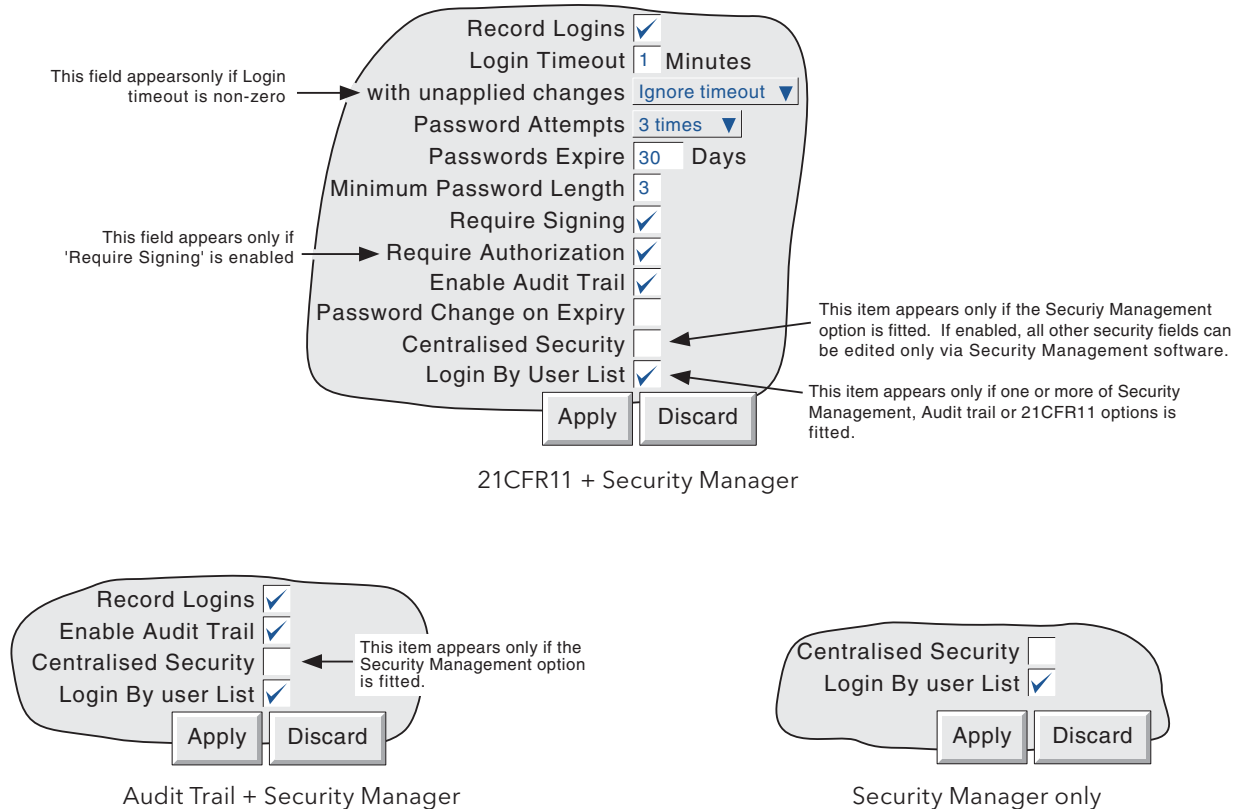 Record Logins
Login Timeout 1 Minutes
This field appearsonly if Login
timeout is non-zero
with unapplied changes Ignore timeout
Password Attempts 3 times
Passwords Expire 30 Days
Minimum Password Length 3
Require Signing
This field appears only if
'Require Signing' is enabled
Require Authorization
Enable Audit Trail
Password Change on Expiry
Centralised Security
Login By User List
This item appears only if the Securiy Management
option is fitted. If enabled, all other security fields can
be edited only via Security Management software.
This item appears only if one or more of Security
Management, Audit trail or 21CFR11 options is
fitted.
Apply Discard
21CFR11 + Security Manager
Record Logins
Enable Audit Trail
Centralised Security
Login By user List
This item appears only if the
Security Management option
is fitted.
Apply Discard
Audit Trail + Security Manager
Centralised Security
Login By user List
Apply Discard
Security Manager only